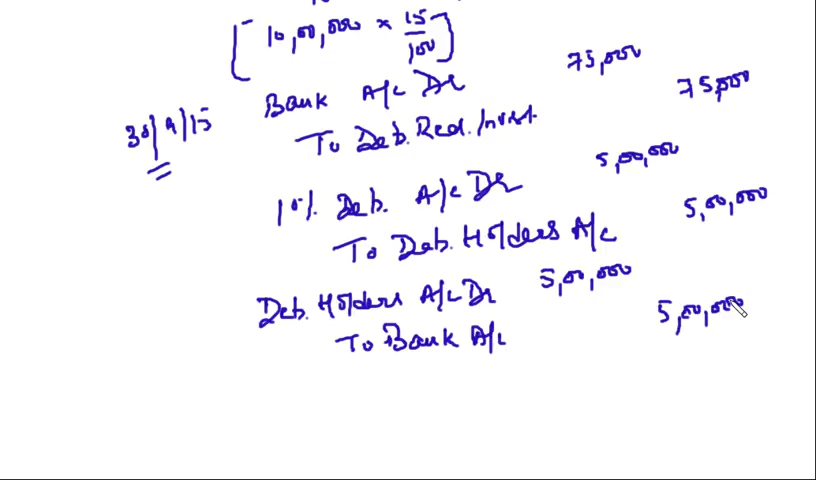 [10,00,000 × 15/100]
Bank A/c Dr 75,000
30/9/15 To Deb. Red. Invest. 75,000
10% Deb. A/c Dr 5,00,000
To Deb. Holders A/c 5,00,000
Deb. Holders A/c Dr 5,00,000
To Bank A/c 5,00,000